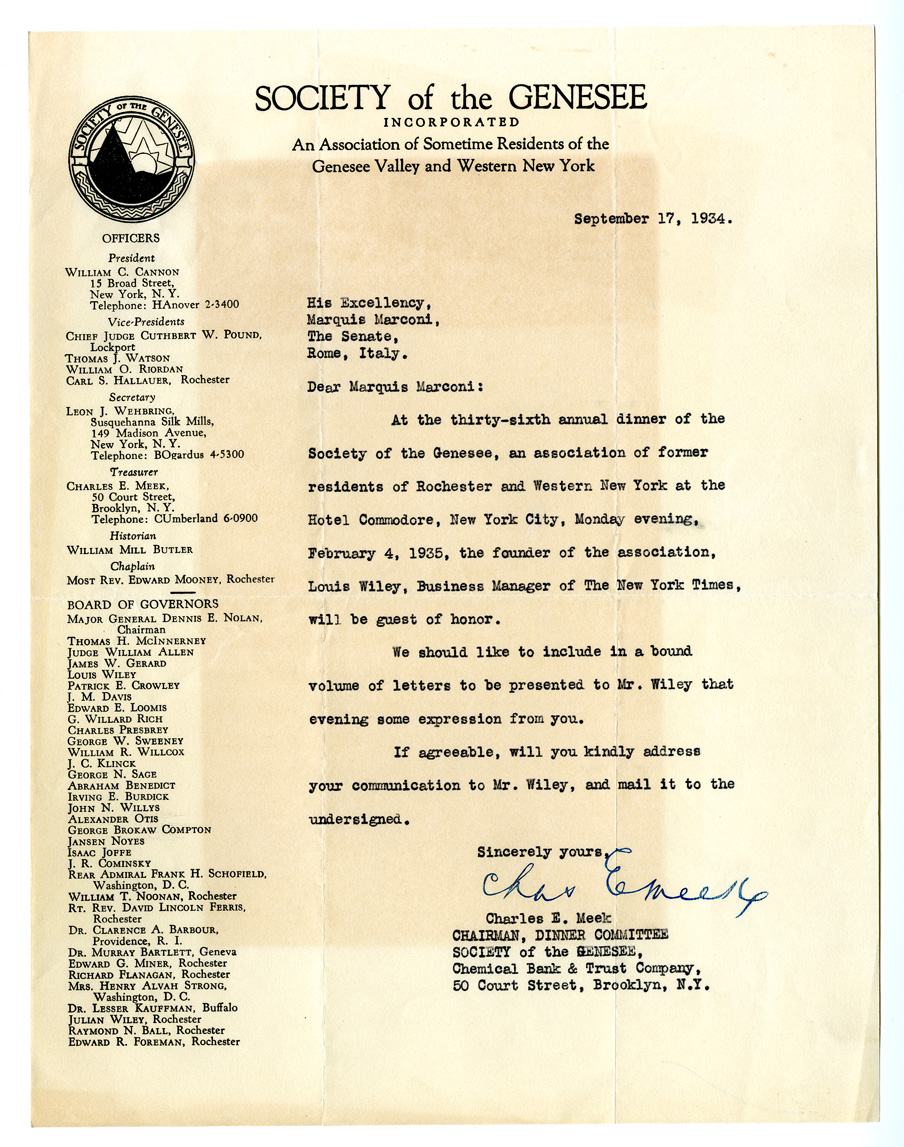 SOCIETY OF THE GENESEE
SOCIETY of the GENESEE
INCORPORATED
An Association of Sometime Residents of the
Genesee Valley and Western New York
OFFICERS
President
WILLIAM C. CANNON
15 Broad Street,
New York, N. Y.
Telephone: HAnover 2-3400
Vice-Presidents
CHIEF JUDGE CUTHBERT W. POUND,
Lockport
THOMAS J. WATSON
WILLIAM O. RIORDAN
CARL S. HALLAUER, Rochester
Secretary
LEON J. WEHBRING,
Susquehanna Silk Mills,
149 Madison Avenue,
New York, N. Y.
Telephone: BOgardus 4-5300
Treasurer
CHARLES E. MEEK,
50 Court Street,
Brooklyn, N. Y.
Telephone: CUmberland 6-0900
Historian
WILLIAM MILL BUTLER
Chaplain
MOST REV. EDWARD MOONEY, Rochester
BOARD OF GOVERNORS
MAJOR GENERAL DENNIS E. NOLAN,
Chairman
THOMAS H. MCINNERNEY
JUDGE WILLIAM ALLEN
JAMES W. GERARD
LOUIS WILEY
PATRICK E. CROWLEY
J. M. DAVIS
EDWARD E. LOOMIS
G. WILLARD RICH
CHARLES PRESBREY
GEORGE W. SWEENEY
WILLIAM R. WILLCOX
J. C. KLINCK
GEORGE N. SAGE
ABRAHAM BENEDICT
IRVING E. BURDICK
JOHN N. WILLYS
ALEXANDER OTIS
GEORGE BROKAW COMPTON
JANSEN NOYES
ISAAC JOFFE
J. R. COMINSKY
REAR ADMIRAL FRANK H. SCHOFIELD,
Washington, D. C.
WILLIAM T. NOONAN, Rochester
RT. REV. DAVID LINCOLN FERRIS,
Rochester
DR. CLARENCE A. BARBOUR,
Providence, R. I.
DR. MURRAY BARTLETT, Geneva
EDWARD G. MINER, Rochester
RICHARD FLANAGAN, Rochester
MRS. HENRY ALVAH STRONG,
Washington, D. C.
DR. LESSER KAUFFMAN, Buffalo
JULIAN WILEY, Rochester
RAYMOND N. BALL, Rochester
EDWARD R. FOREMAN, Rochester
September 17, 1934.
His Excellency,
Marquis Marconi,
The Senate,
Rome, Italy.
Dear Marquis Marconi:
At the thirty-sixth annual dinner of the
Society of the Genesee, an association of former
residents of Rochester and Western New York at the
Hotel Commodore, New York City, Monday evening,
February 4, 1935, the founder of the association,
Louis Wiley, Business Manager of The New York Times,
will be guest of honor.
We should like to include in a bound
volume of letters to be presented to Mr. Wiley that
evening some expression from you.
If agreeable, will you kindly address
your communication to Mr. Wiley, and mail it to the
undersigned.
Sincerely yours,
Chas E Meek
Charles E. Meek
CHAIRMAN, DINNER COMMITTEE
SOCIETY of the GENESEE,
Chemical Bank & Trust Company,
50 Court Street, Brooklyn, N.Y.